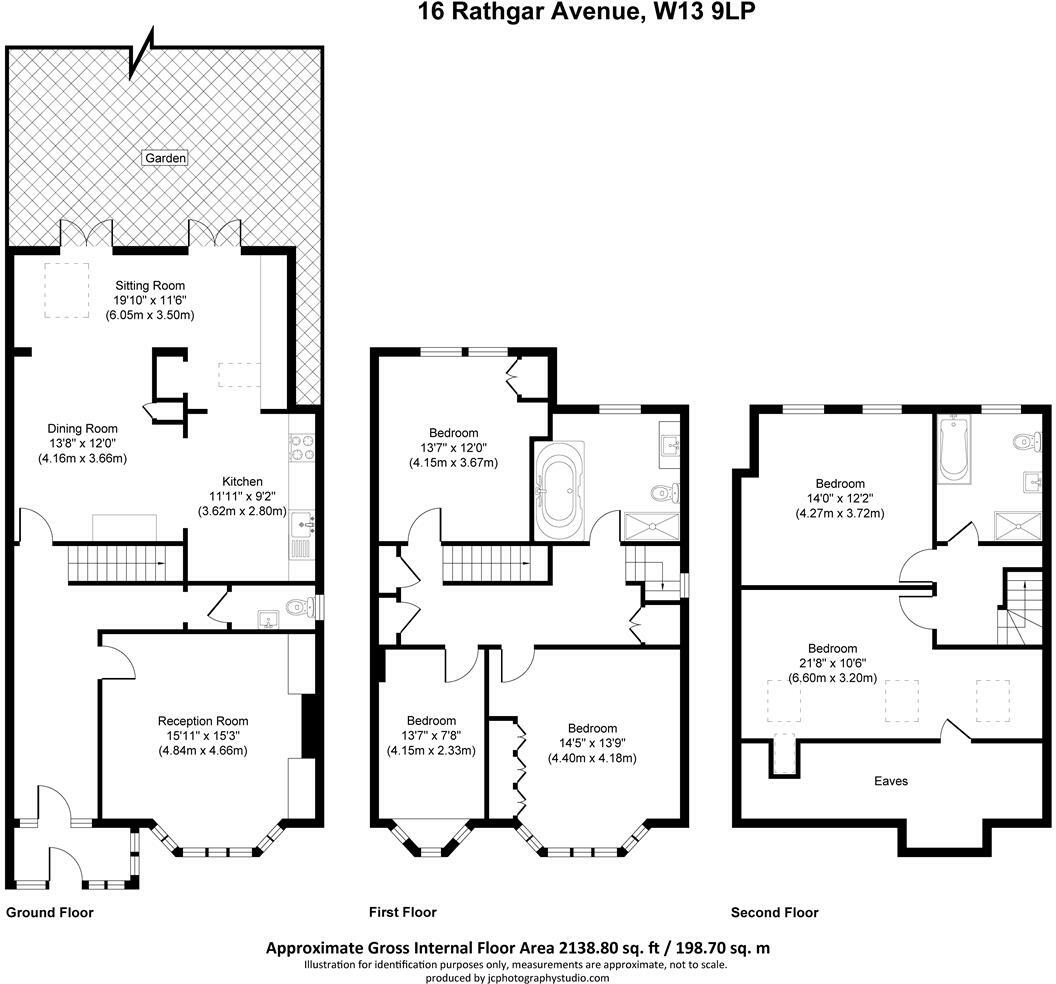 16 Rathgar Avenue, W13 9LP
Garden
Sitting Room
19'10" x 11'6"
(6.05m x 3.50m)
Dining Room
13'8" x 12'0"
(4.16m x 3.66m)
Kitchen
11'11" x 9'2"
(3.62m x 2.80m)
Reception Room
15'11" x 15'3"
(4.84m x 4.66m)
Ground Floor
Bedroom
13'7" x 12'0"
(4.15m x 3.67m)
Bedroom
13'7" x 7'8"
(4.15m x 2.33m)
Bedroom
14'5" x 13'9"
(4.40m x 4.18m)
First Floor
Bedroom
14'0" x 12'2"
(4.27m x 3.72m)
Bedroom
21'8" x 10'6"
(6.60m x 3.20m)
Eaves
Second Floor
Approximate Gross Internal Floor Area 2138.80 sq. ft / 198.70 sq. m
Illustration for identification purposes only, measurements are approximate, not to scale.
produced by jcphotographystudio.com